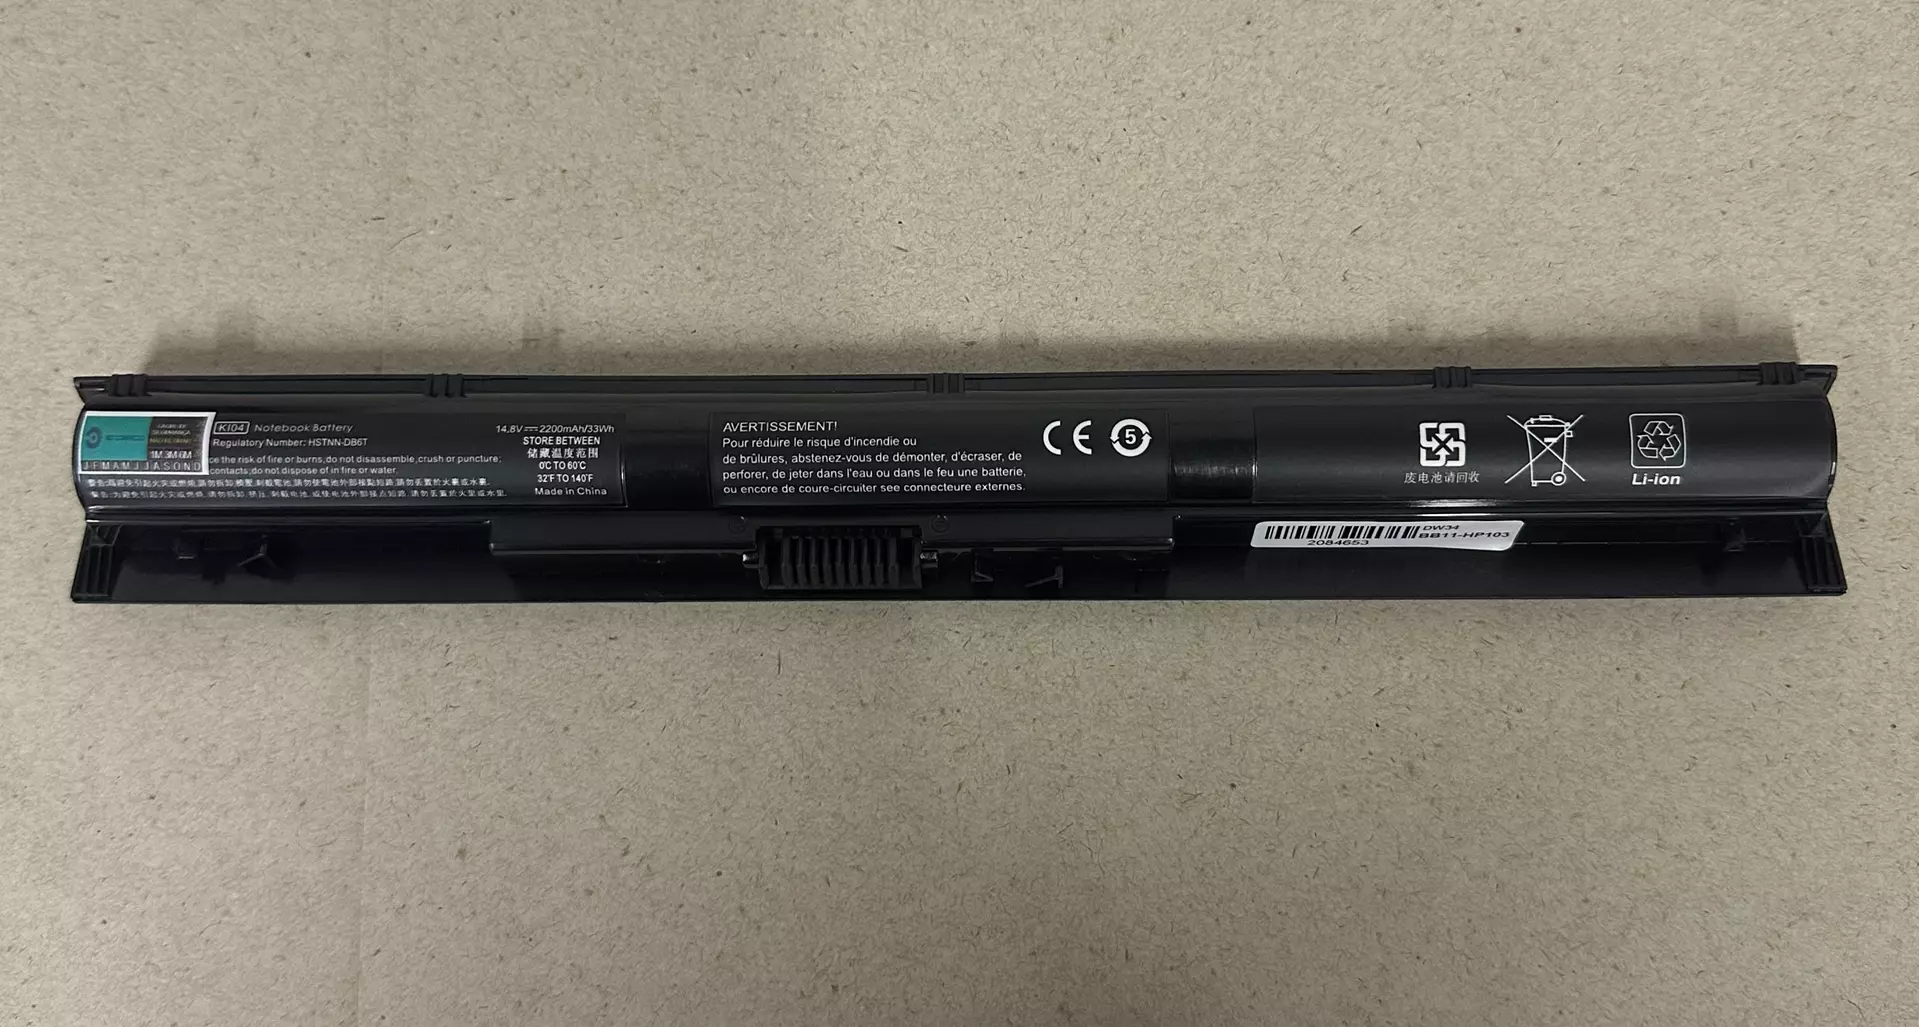 KI04 Notebook Battery
Regulatory Number: HSTNN-DB6T
14.8V 2200mAh/33Wh
STORE BETWEEN
储藏温度范围
0℃ TO 60℃
32℉ TO 140℉
Made in China
ce the risk of fire or burns,do not disassemble,crush or puncture;
contacts;do not dispose of in fire or water.
1M 3M 6M
J F M A M J J A S O N D
AVERTISSEMENT!
Pour réduire le risque d'incendie ou
de brûlures, abstenez-vous de démonter, d'écraser, de
perforer, de jeter dans l'eau ou dans le feu une batterie,
ou encore de coure-circuiter see connecteure externes.
CE
5
废电池请回收
Li-ion
DW34
BB11-HP103
2084653